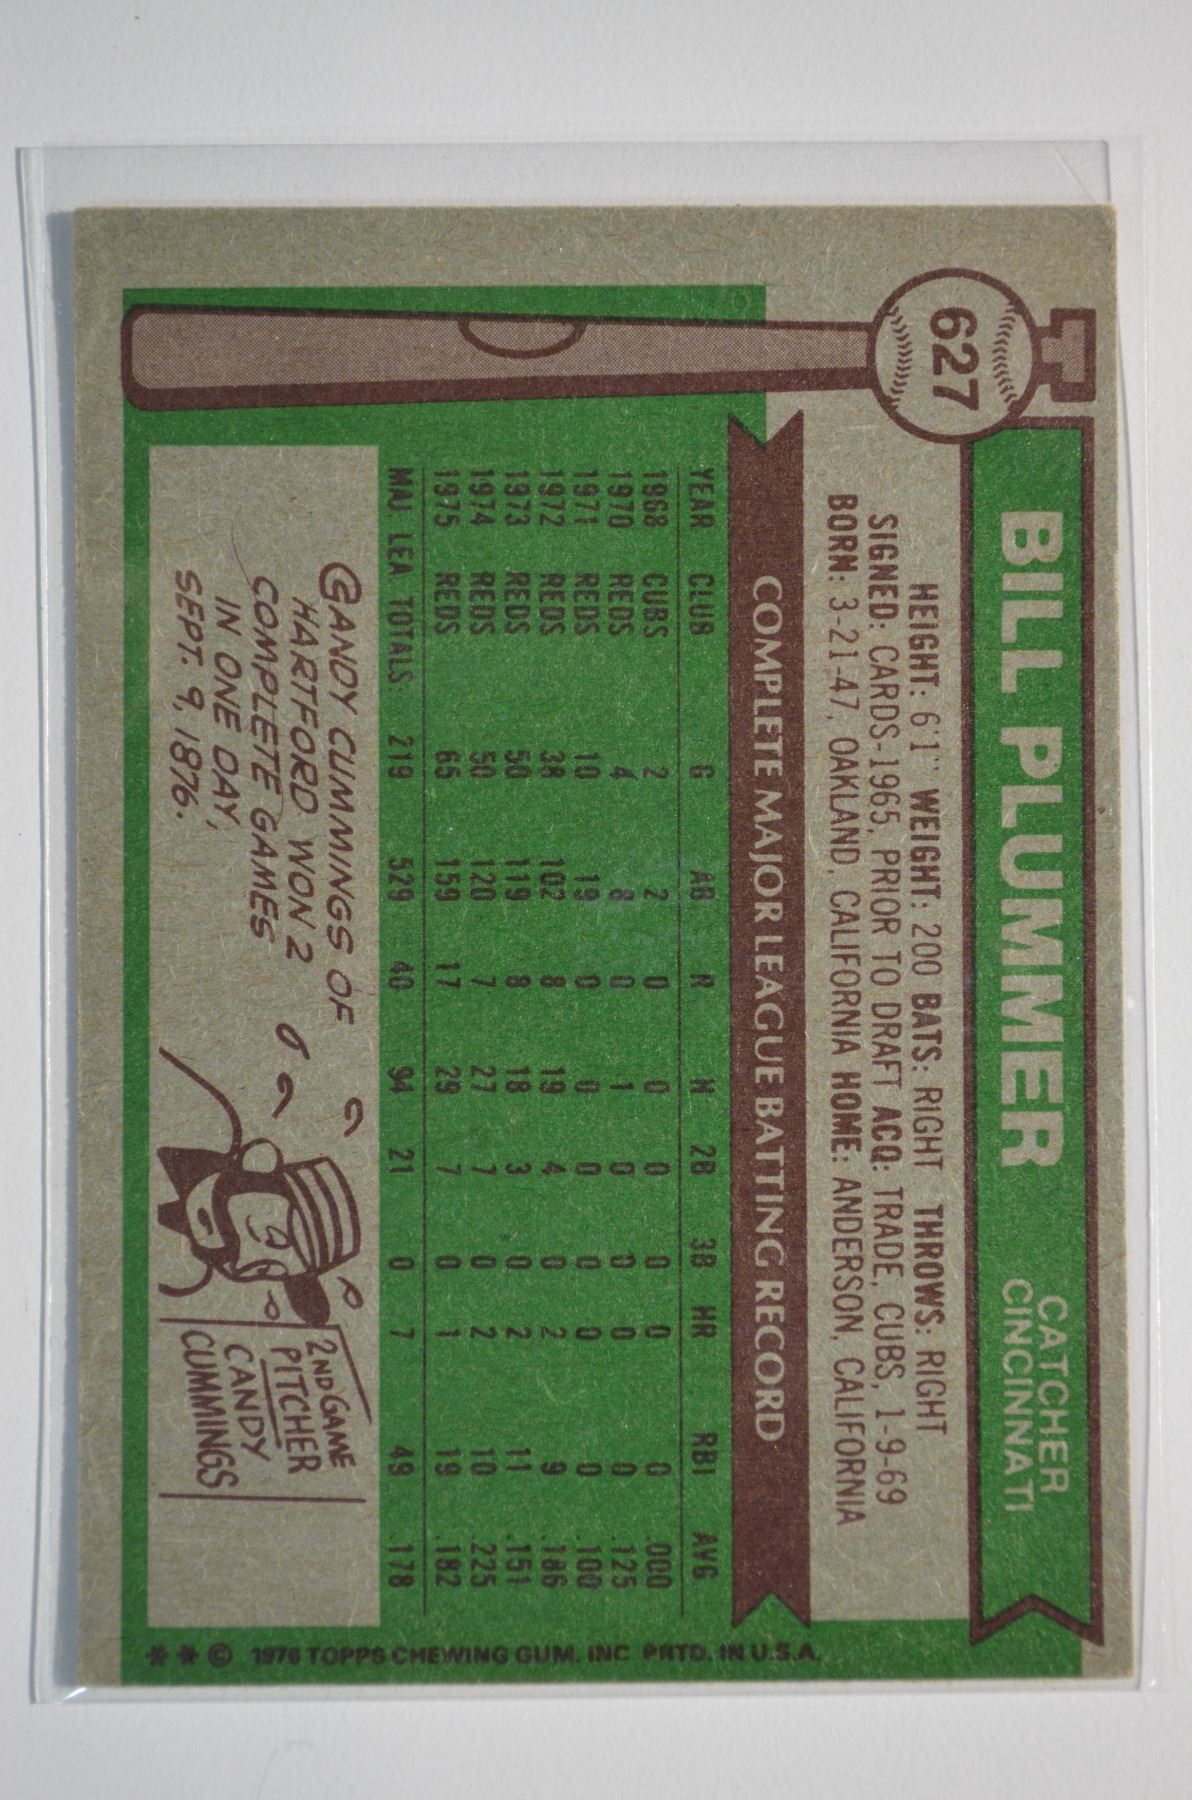 627
BILL PLUMMER
CATCHER
CINCINNATI
HEIGHT: 6'1" WEIGHT: 200 BATS: RIGHT THROWS: RIGHT
SIGNED: CARDS-1965, PRIOR TO DRAFT ACQ: TRADE, CUBS, 1-9-69
BORN: 3-21-47, OAKLAND, CALIFORNIA HOME: ANDERSON, CALIFORNIA
COMPLETE MAJOR LEAGUE BATTING RECORD
YEAR CLUB G AB R H 2B 3B HR RBI AVG.
1968 CUBS 2 2 0 0 0 0 0 0 .000
1970 REDS 4 8 0 1 0 0 0 0 .125
1971 REDS 10 19 0 0 0 0 0 0 .100
1972 REDS 38 102 8 19 4 0 2 9 .186
1973 REDS 50 119 8 18 3 0 2 11 .151
1974 REDS 50 120 7 27 7 0 2 10 .225
1975 REDS 65 159 17 29 7 0 1 19 .182
MAJ. LEA. TOTALS: 219 529 40 94 21 0 7 49 .178
CANDY CUMMINGS OF
HARTFORD WON 2
COMPLETE GAMES
IN ONE DAY,
SEPT. 9, 1876.
2ND GAME
PITCHER
CANDY
CUMMINGS
** © 1976 TOPPS CHEWING GUM, INC. PRTD. IN U.S.A.